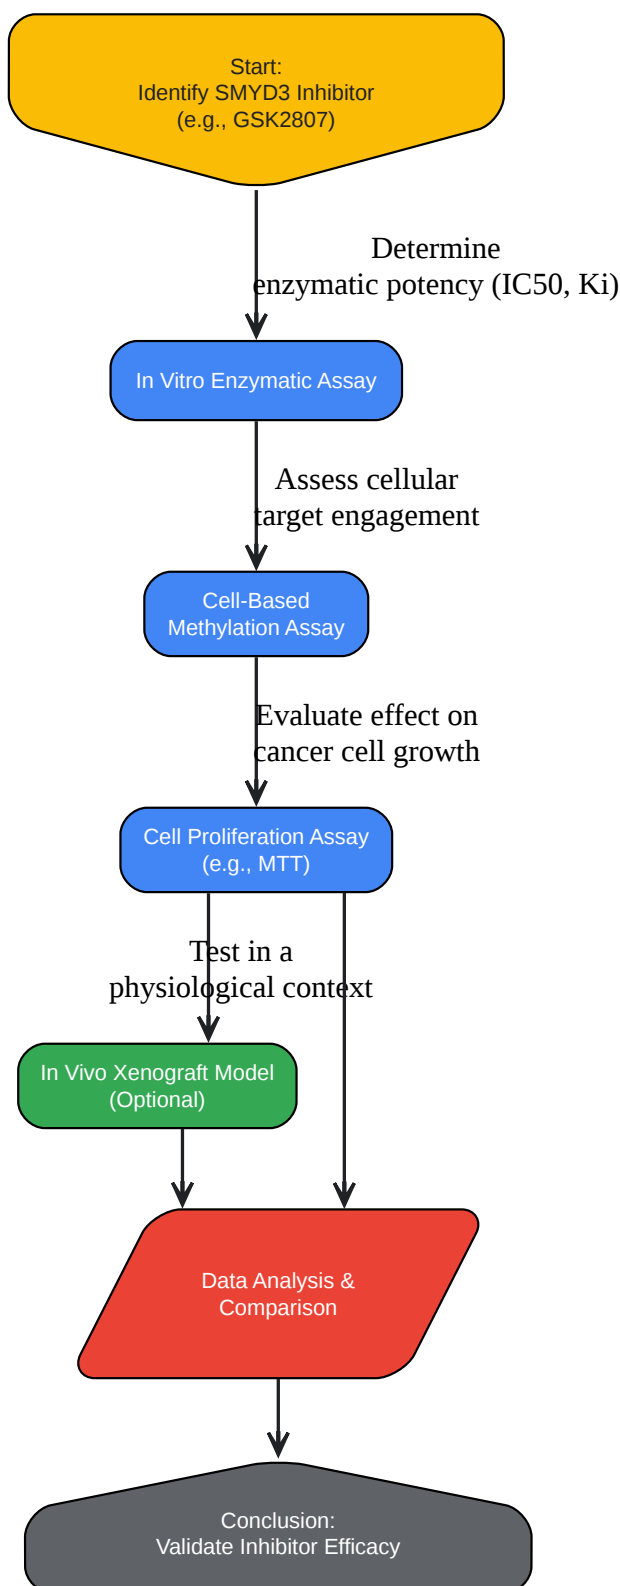 Start:
Identify SMYD3 Inhibitor
(e.g., GSK2807)
Determine
enzymatic potency (IC50, Ki)
In Vitro Enzymatic Assay
Assess cellular
target engagement
Cell-Based
Methylation Assay
Evaluate effect on
cancer cell growth
Cell Proliferation Assay
(e.g., MTT)
Test in a
physiological context
In Vivo Xenograft Model
(Optional)
Data Analysis &
Comparison
Conclusion:
Validate Inhibitor Efficacy